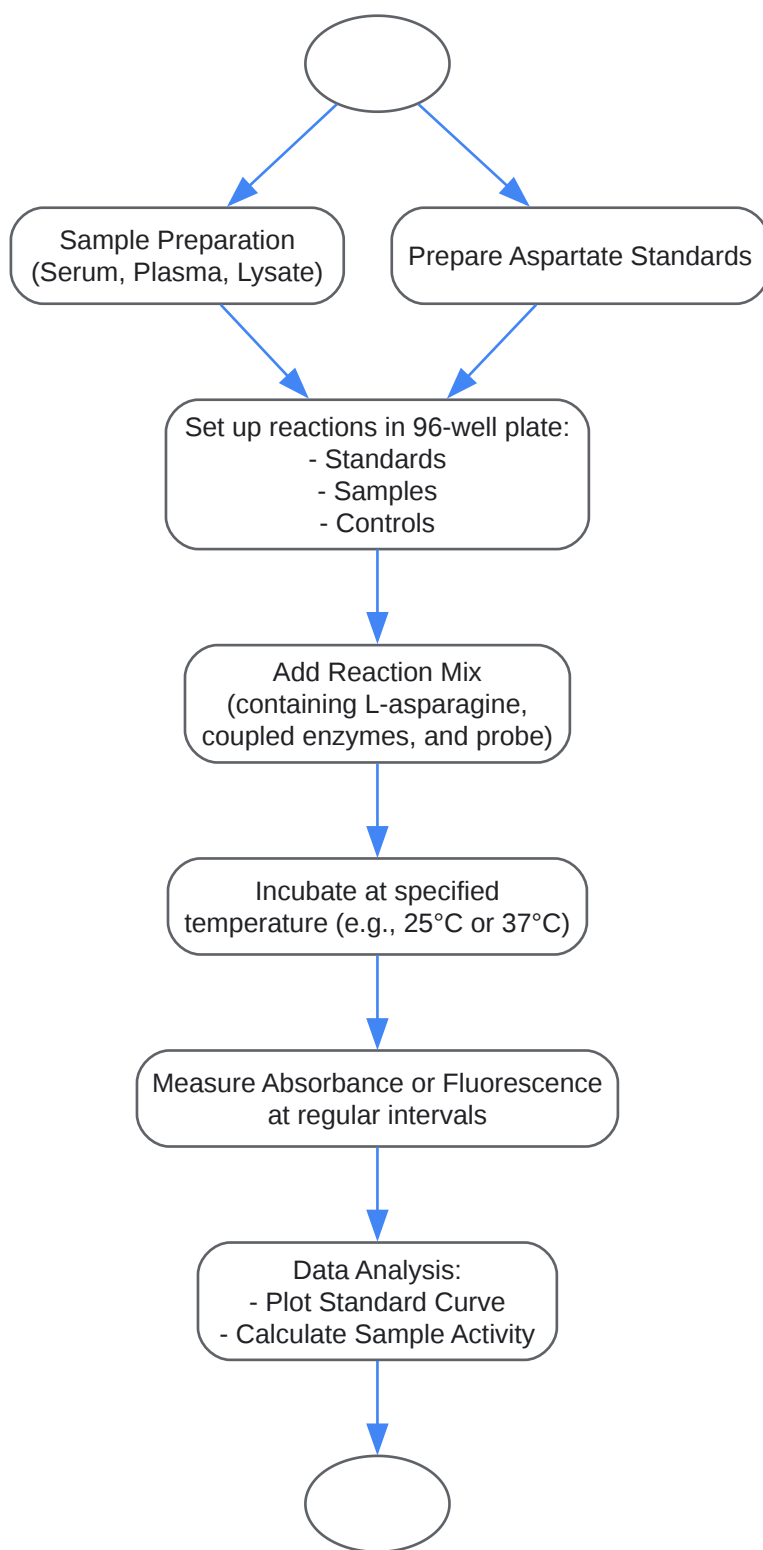 Sample Preparation
(Serum, Plasma, Lysate)
Prepare Aspartate Standards
Set up reactions in 96-well plate:
- Standards
- Samples
- Controls
Add Reaction Mix
(containing L-asparagine,
coupled enzymes, and probe)
Incubate at specified
temperature (e.g., 25°C or 37°C)
Measure Absorbance or Fluorescence
at regular intervals
Data Analysis:
- Plot Standard Curve
- Calculate Sample Activity